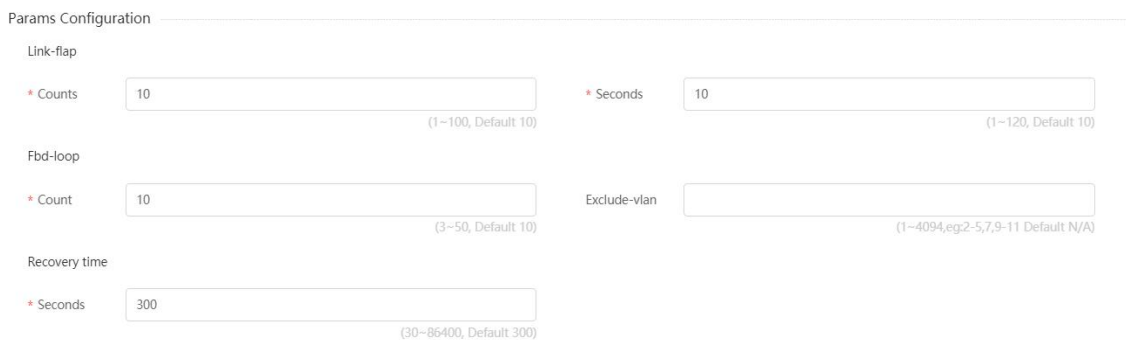 Params Configuration
Link-flap
* Counts 10 * Seconds 10
(1~100, Default 10) (1~120, Default 10)
Fbd-loop
* Count 10 Exclude-vlan
(3~50, Default 10) (1~4094,eg:2-5,7,9-11 Default N/A)
Recovery time
* Seconds 300
(30~86400, Default 300)